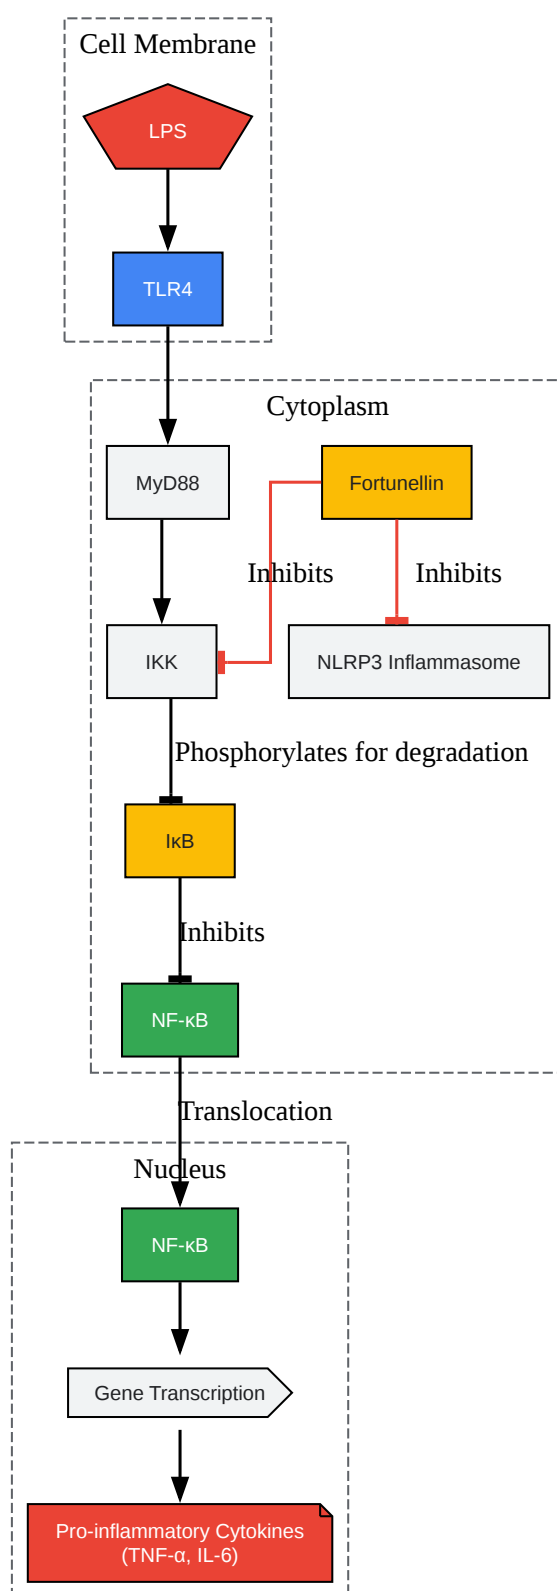 Cell Membrane
LPS
TLR4
Cytoplasm
MyD88
Fortunellin
Inhibits
Inhibits
IKK
NLRP3 Inflammasome
Phosphorylates for degradation
IκB
Inhibits
NF-κB
Translocation
Nucleus
NF-κB
Gene Transcription
Pro-inflammatory Cytokines
(TNF-α, IL-6)